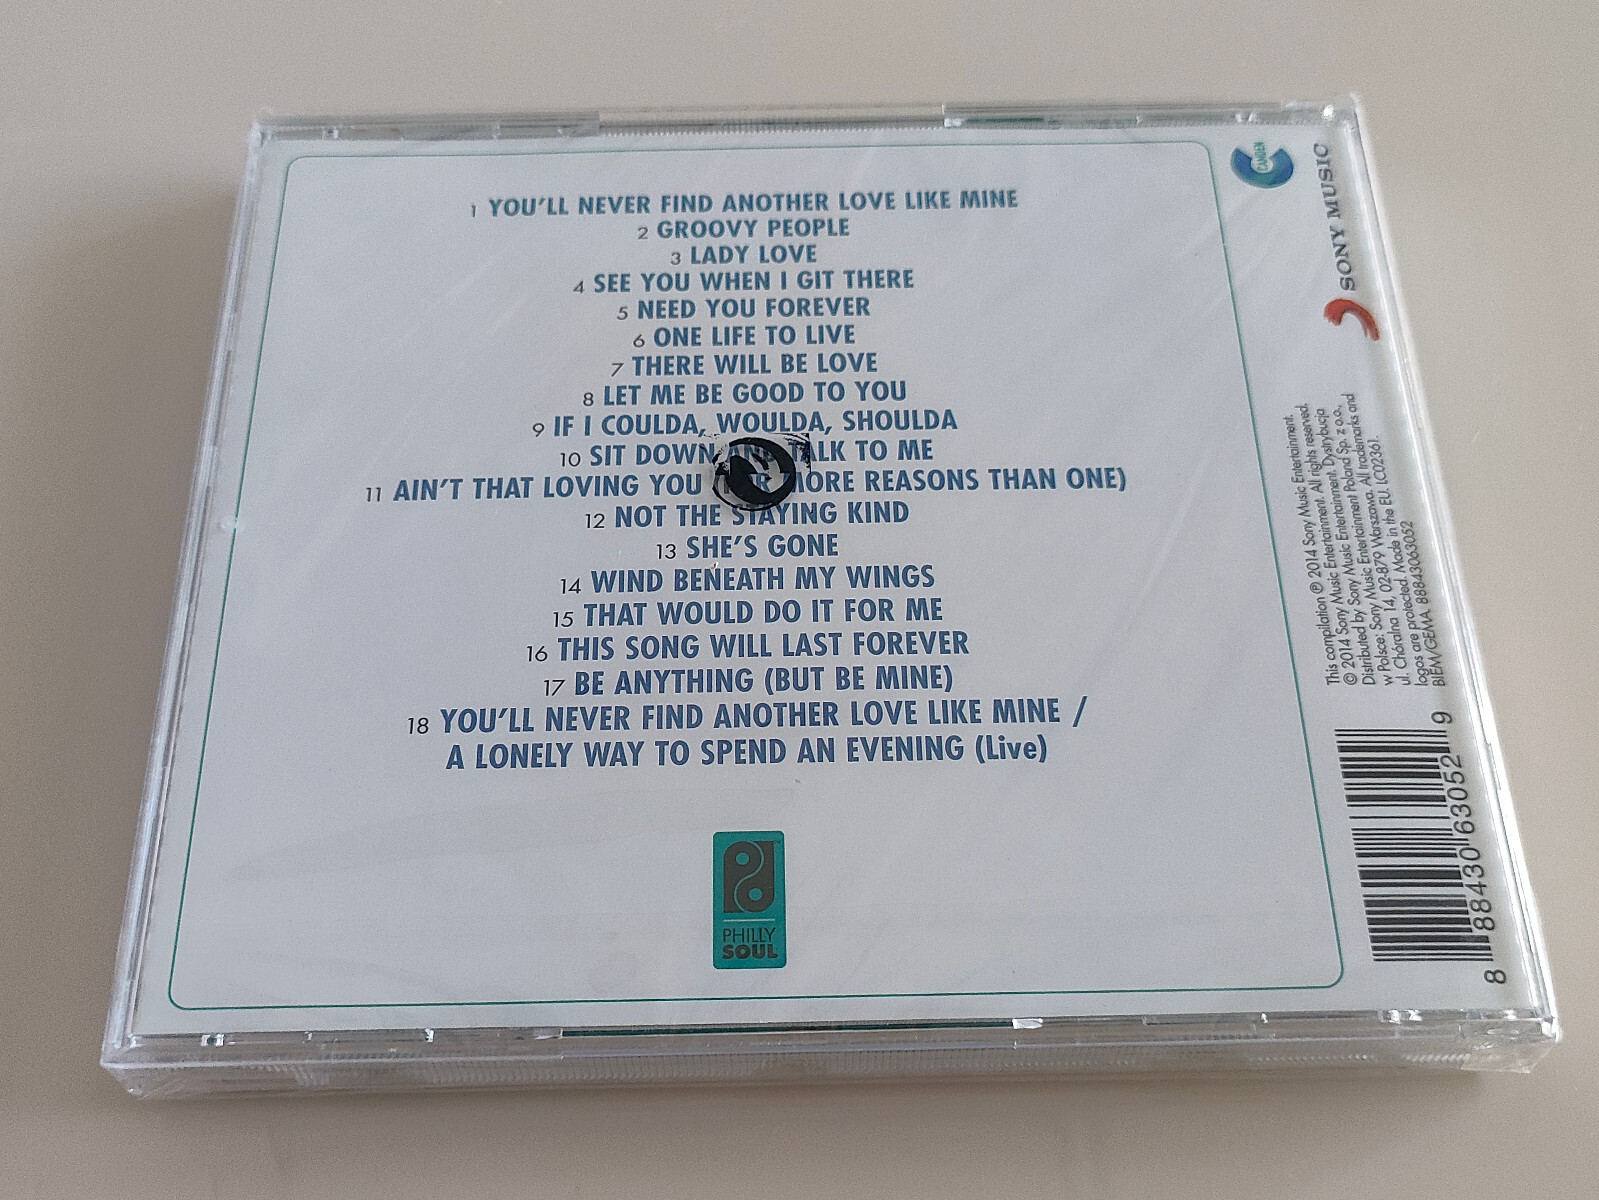 1 YOU'LL NEVER FIND ANOTHER LOVE LIKE MINE
2 GROOVY PEOPLE
3 LADY LOVE
4 SEE YOU WHEN I GIT THERE
5 NEED YOU FOREVER
6 ONE LIFE TO LIVE
7 THERE WILL BE LOVE
8 LET ME BE GOOD TO YOU
9 IF I COULDA, WOULDA, SHOULDA
10 SIT DOWN AND TALK TO ME
11 AIN'T THAT LOVING YOU (FOR MORE REASONS THAN ONE)
12 NOT THE STAYING KIND
13 SHE'S GONE
14 WIND BENEATH MY WINGS
15 THAT WOULD DO IT FOR ME
16 THIS SONG WILL LAST FOREVER
17 BE ANYTHING (BUT BE MINE)
18 YOU'LL NEVER FIND ANOTHER LOVE LIKE MINE /
A LONELY WAY TO SPEND AN EVENING (Live)
PHILLY
SOUL
CAMDEN
SONY MUSIC
This compilation ℗ 2014 Sony Music Entertainment.
© 2014 Sony Music Entertainment. All rights reserved.
Distributed by Sony Music Entertainment. Dystrybucja
w Polsce: Sony Music Entertainment Poland Sp. z o.o.,
ul. Chóralna 14, 02-879 Warszawa. All trademarks and
logos are protected. Made in the EU. LC02361.
BIEM/GEMA. 88843063052
8 88430 63052 9